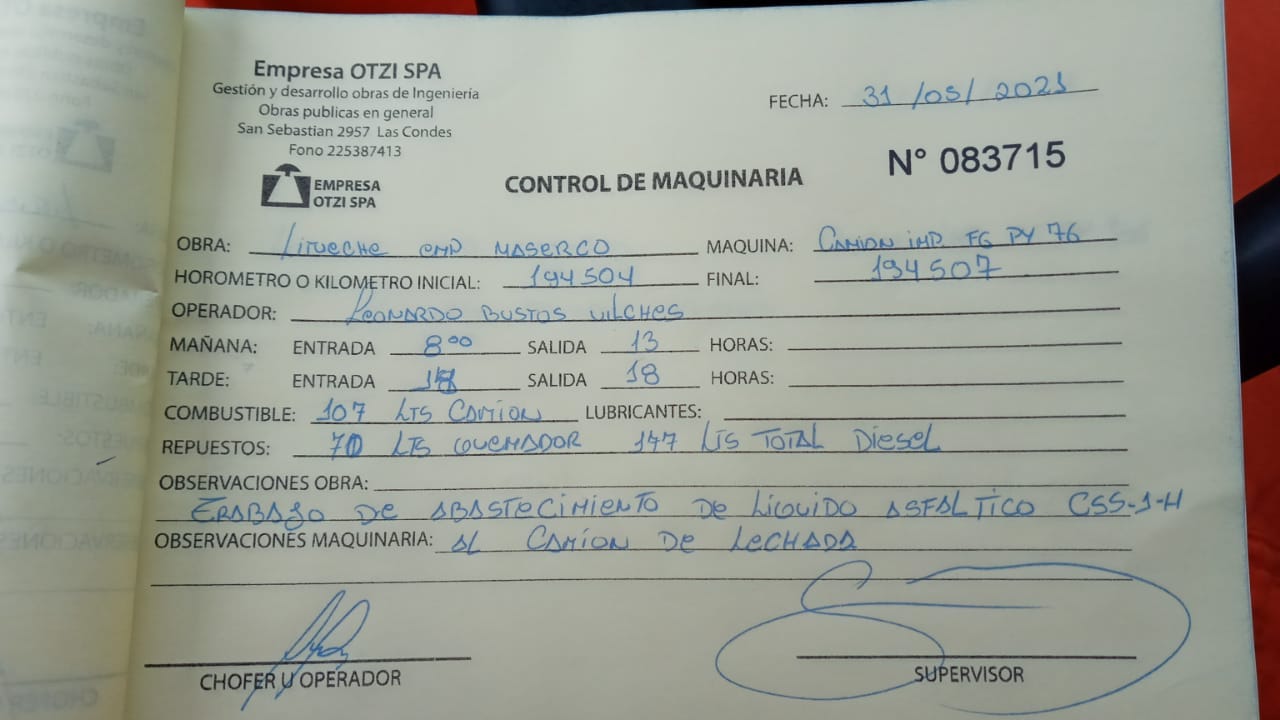 Empresa OTZI SPA
Gestión y desarrollo obras de Ingeniería
Obras publicas en general
San Sebastian 2957 Las Condes
Fono 225387413
EMPRESA
OTZI SPA
FECHA: 31/05/2021
CONTROL DE MAQUINARIA
N° 083715
OBRA: Litueche emp MASERCO MAQUINA: CAMION imp FG PY 76
HOROMETRO O KILOMETRO INICIAL: 194504 FINAL: 194507
OPERADOR: Leonardo BUSTOS VILCHES
MAÑANA: ENTRADA 8°° SALIDA 13 HORAS:
TARDE: ENTRADA SALIDA 18 HORAS:
COMBUSTIBLE: 107 LTS CAMION LUBRICANTES:
REPUESTOS: 70 LTS QUEMADOR 177 LTS TOTAL Diesel
OBSERVACIONES OBRA:
TRABAJO DE ABASTECIMIENTO De LIQUIDO ASFALTICO CSS-1-H
OBSERVACIONES MAQUINARIA: AL CAMION DE LECHADA
CHOFER U OPERADOR
SUPERVISOR